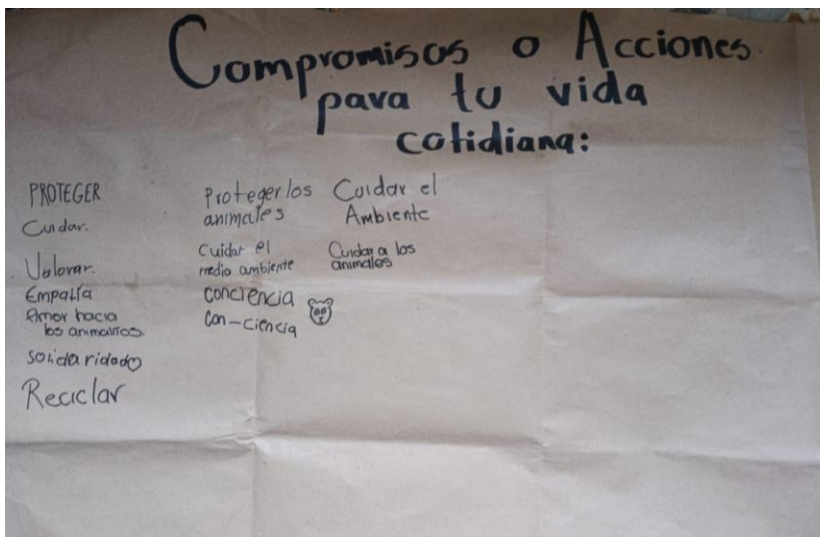 Compromisos o Acciones
para tu vida
cotidiana:
PROTEGER
Cuidar.
Valorar.
Empatía
Amor hacia
los animalitos.
solidaridad
Reciclar
Proteger los
animales
Cuidar el
medio ambiente
conciencia
con-ciencia
Cuidar el
Ambiente
Cuidar a los
animales